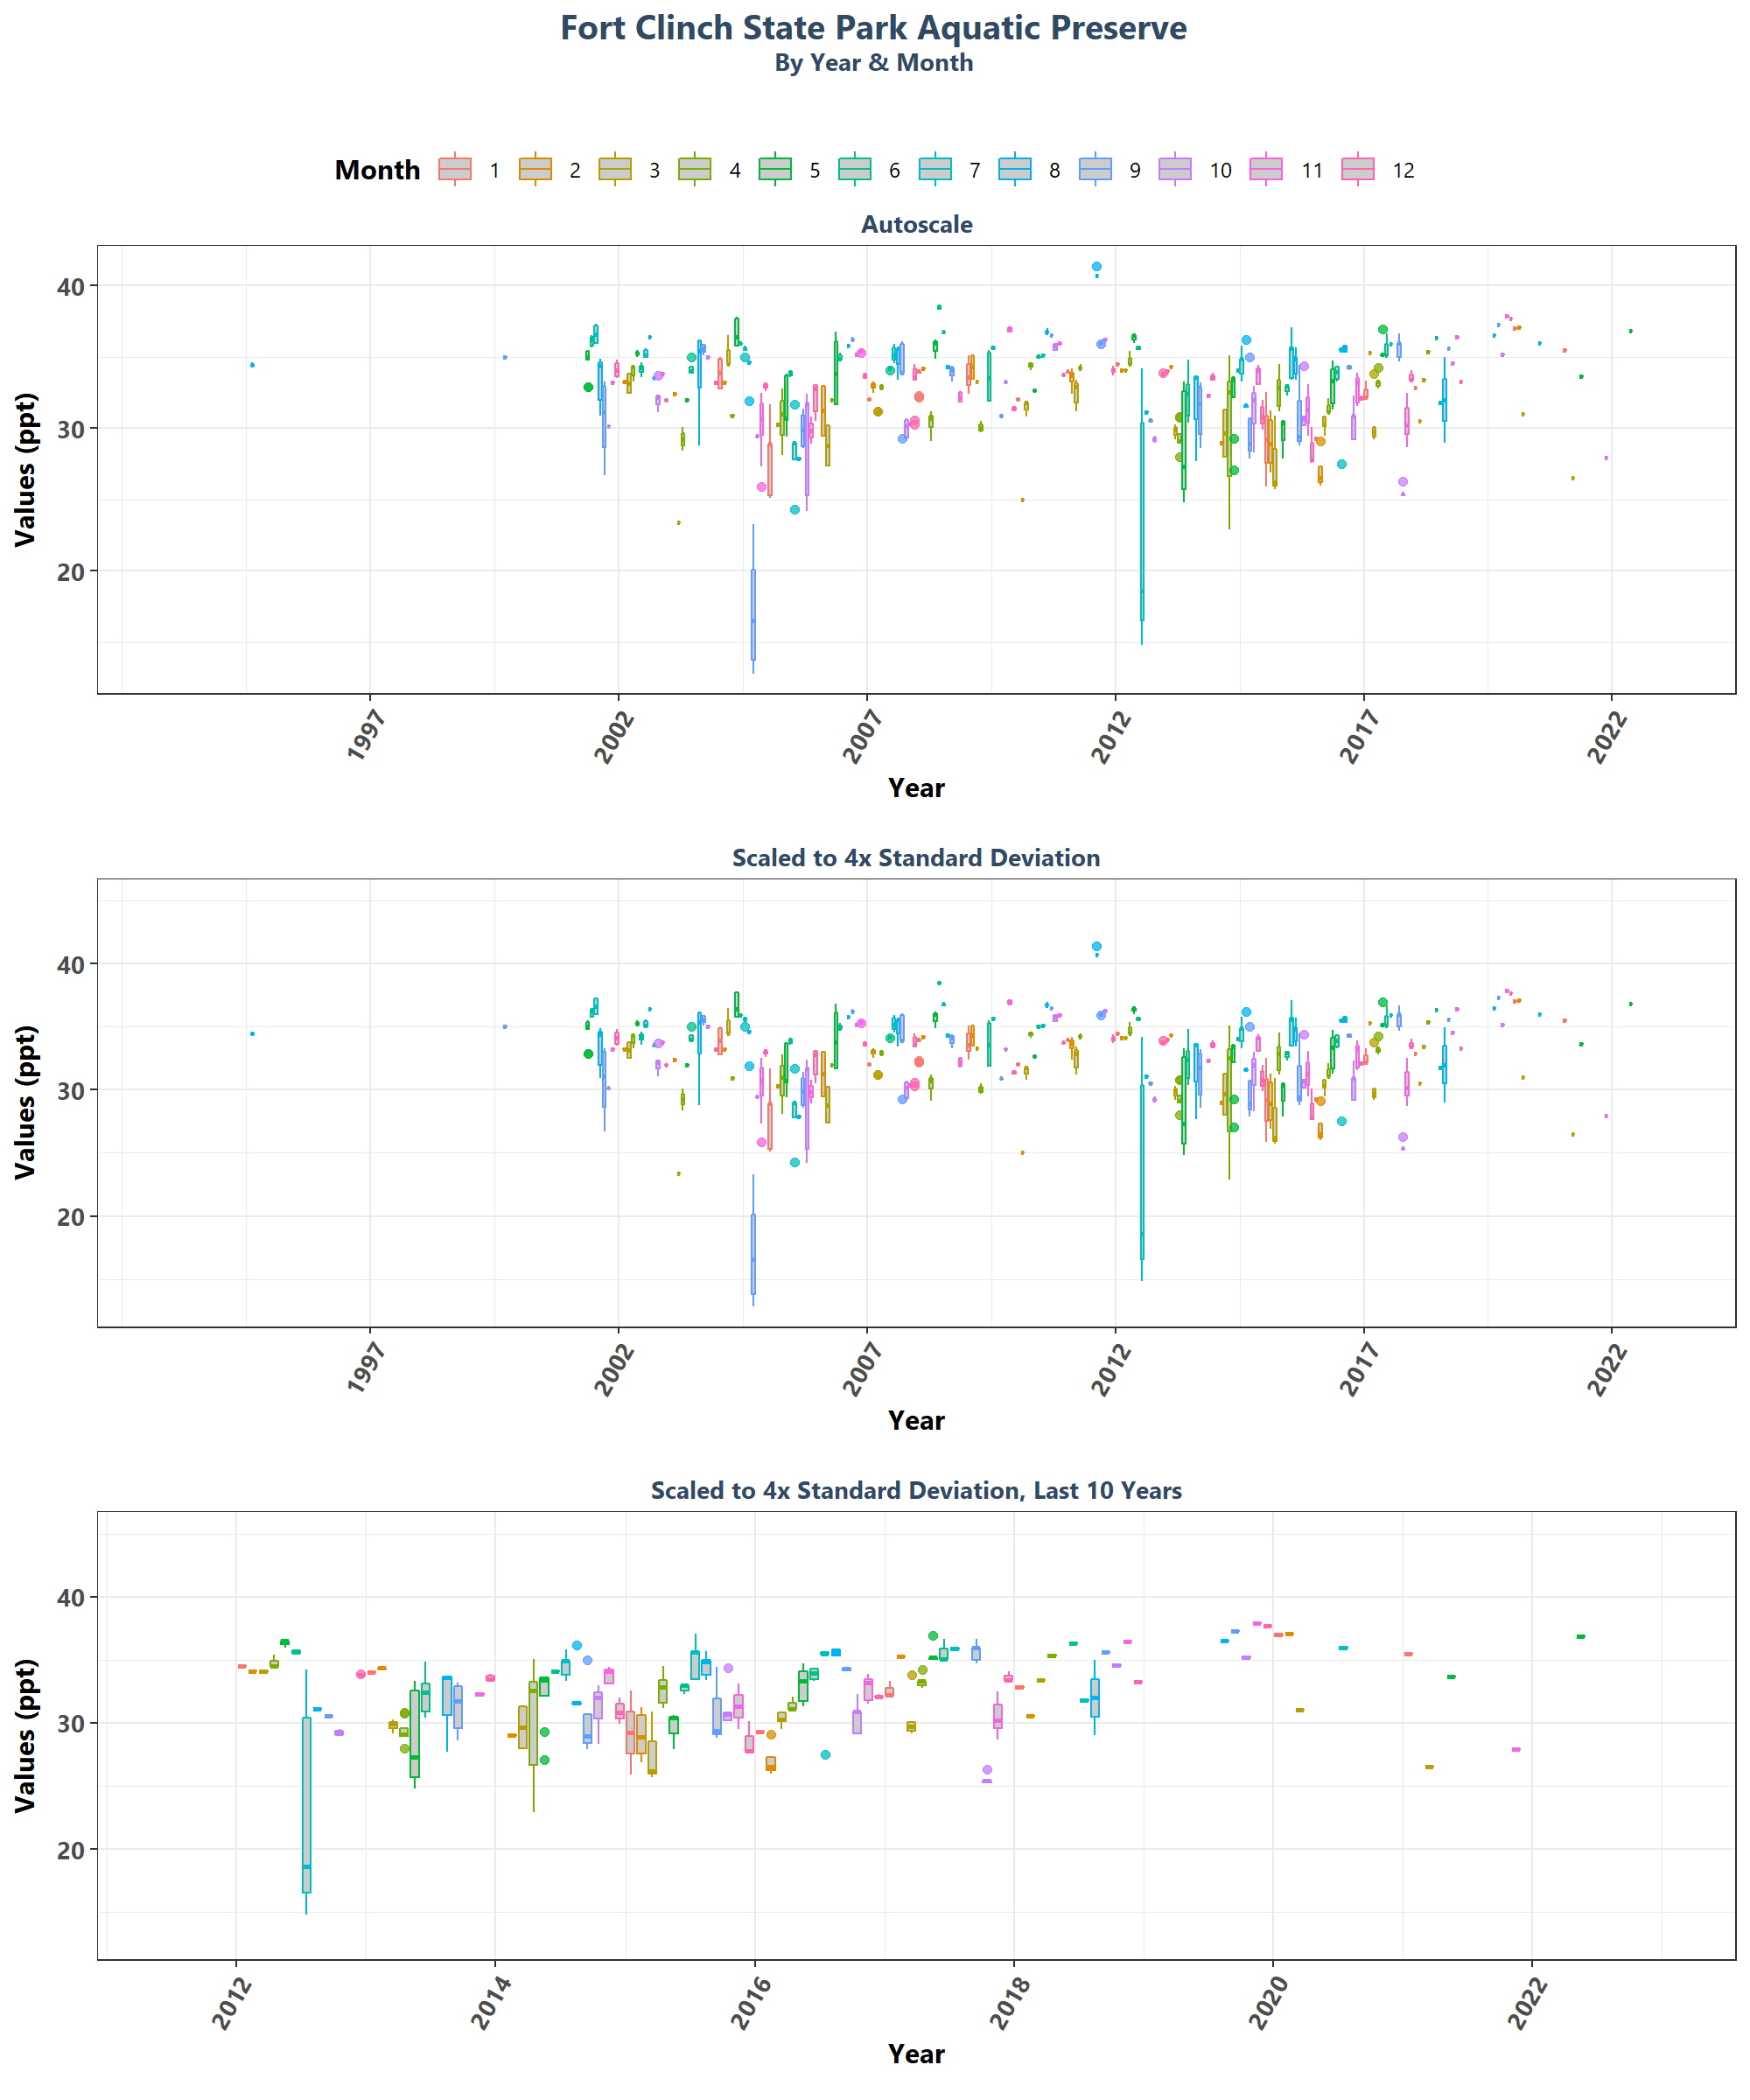 Fort Clinch State Park Aquatic Preserve
By Year & Month
Month 1 2 3 4 5 6 7 8 9 10 11 12
Autoscale
40
30
20
Values (ppt)
1997 2002 2007 2012 2017 2022
Year
Scaled to 4x Standard Deviation
40
30
20
Values (ppt)
1997 2002 2007 2012 2017 2022
Year
Scaled to 4x Standard Deviation, Last 10 Years
40
30
20
Values (ppt)
2012 2014 2016 2018 2020 2022
Year